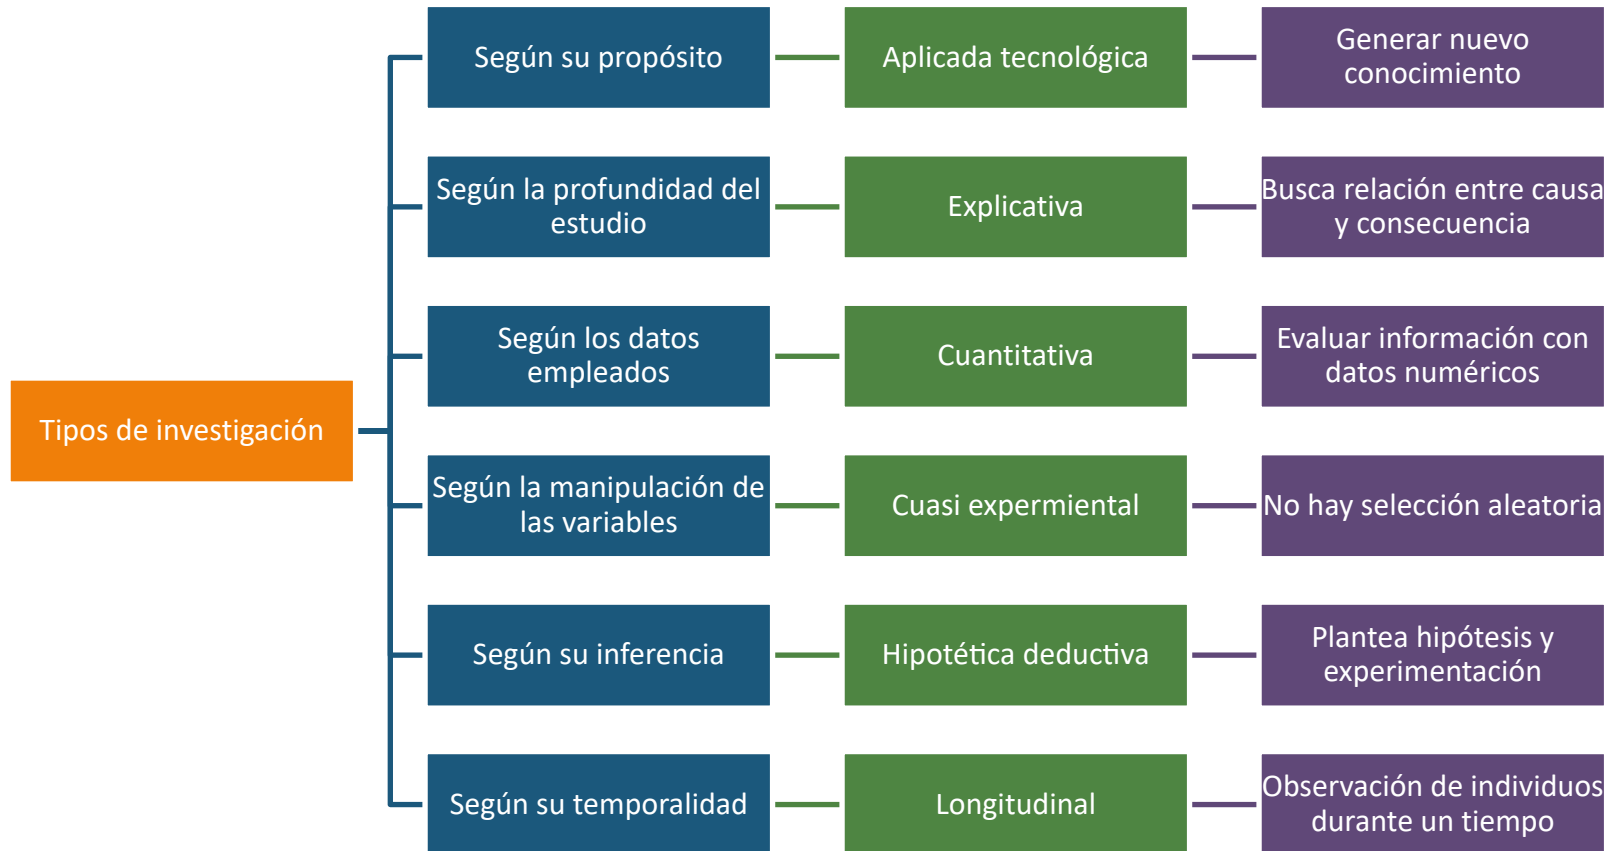 Según su propósito
Aplicada tecnológica
Generar nuevo
conocimiento
Según la profundidad del
estudio
Explicativa
Busca relación entre causa
y consecuencia
Según los datos
empleados
Cuantitativa
Evaluar información con
datos numéricos
Tipos de investigación
Según la manipulación de
las variables
Cuasi expermiental
No hay selección aleatoria
Según su inferencia
Hipotética deductiva
Plantea hipótesis y
experimentación
Según su temporalidad
Longitudinal
Observación de individuos
durante un tiempo